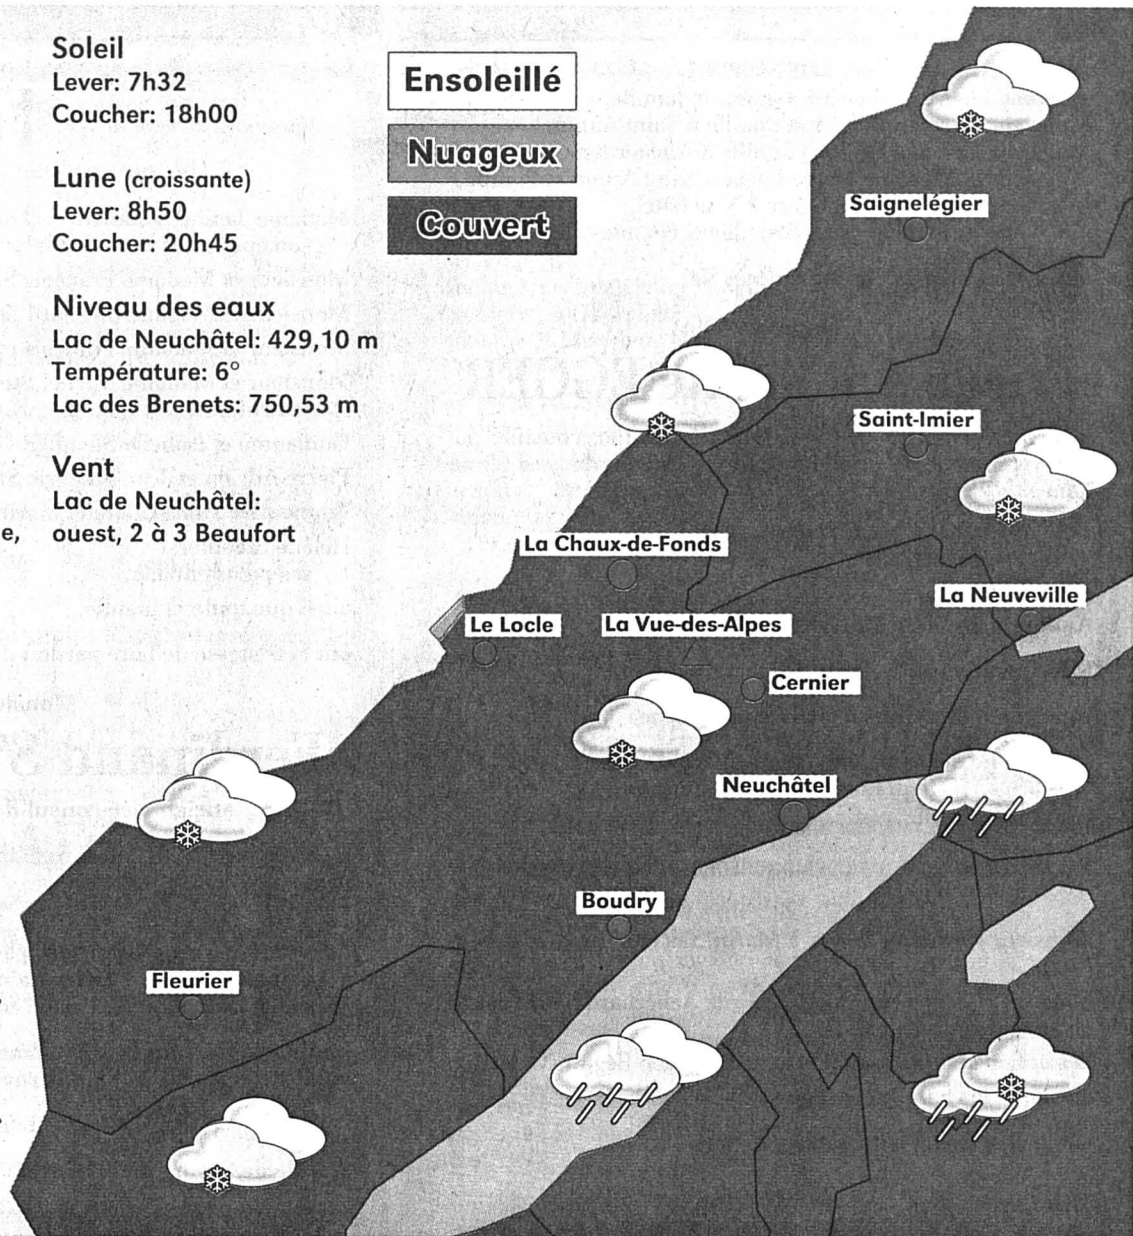 Soleil
Lever: 7h32
Coucher: 18h00
Lune (croissante)
Lever: 8h50
Coucher: 20h45
Niveau des eaux
Lac de Neuchâtel: 429,10 m
Température: 6°
Lac des Brenets: 750,53 m
Vent
Lac de Neuchâtel:
e, ouest, 2 à 3 Beaufort
Ensoleillé
Nuageux
Couvert
Saignelégier
Saint-Imier
La Chaux-de-Fonds
La Neuveville
Le Locle
La Vue-des-Alpes
Cernier
Neuchâtel
Boudry
Fleurier